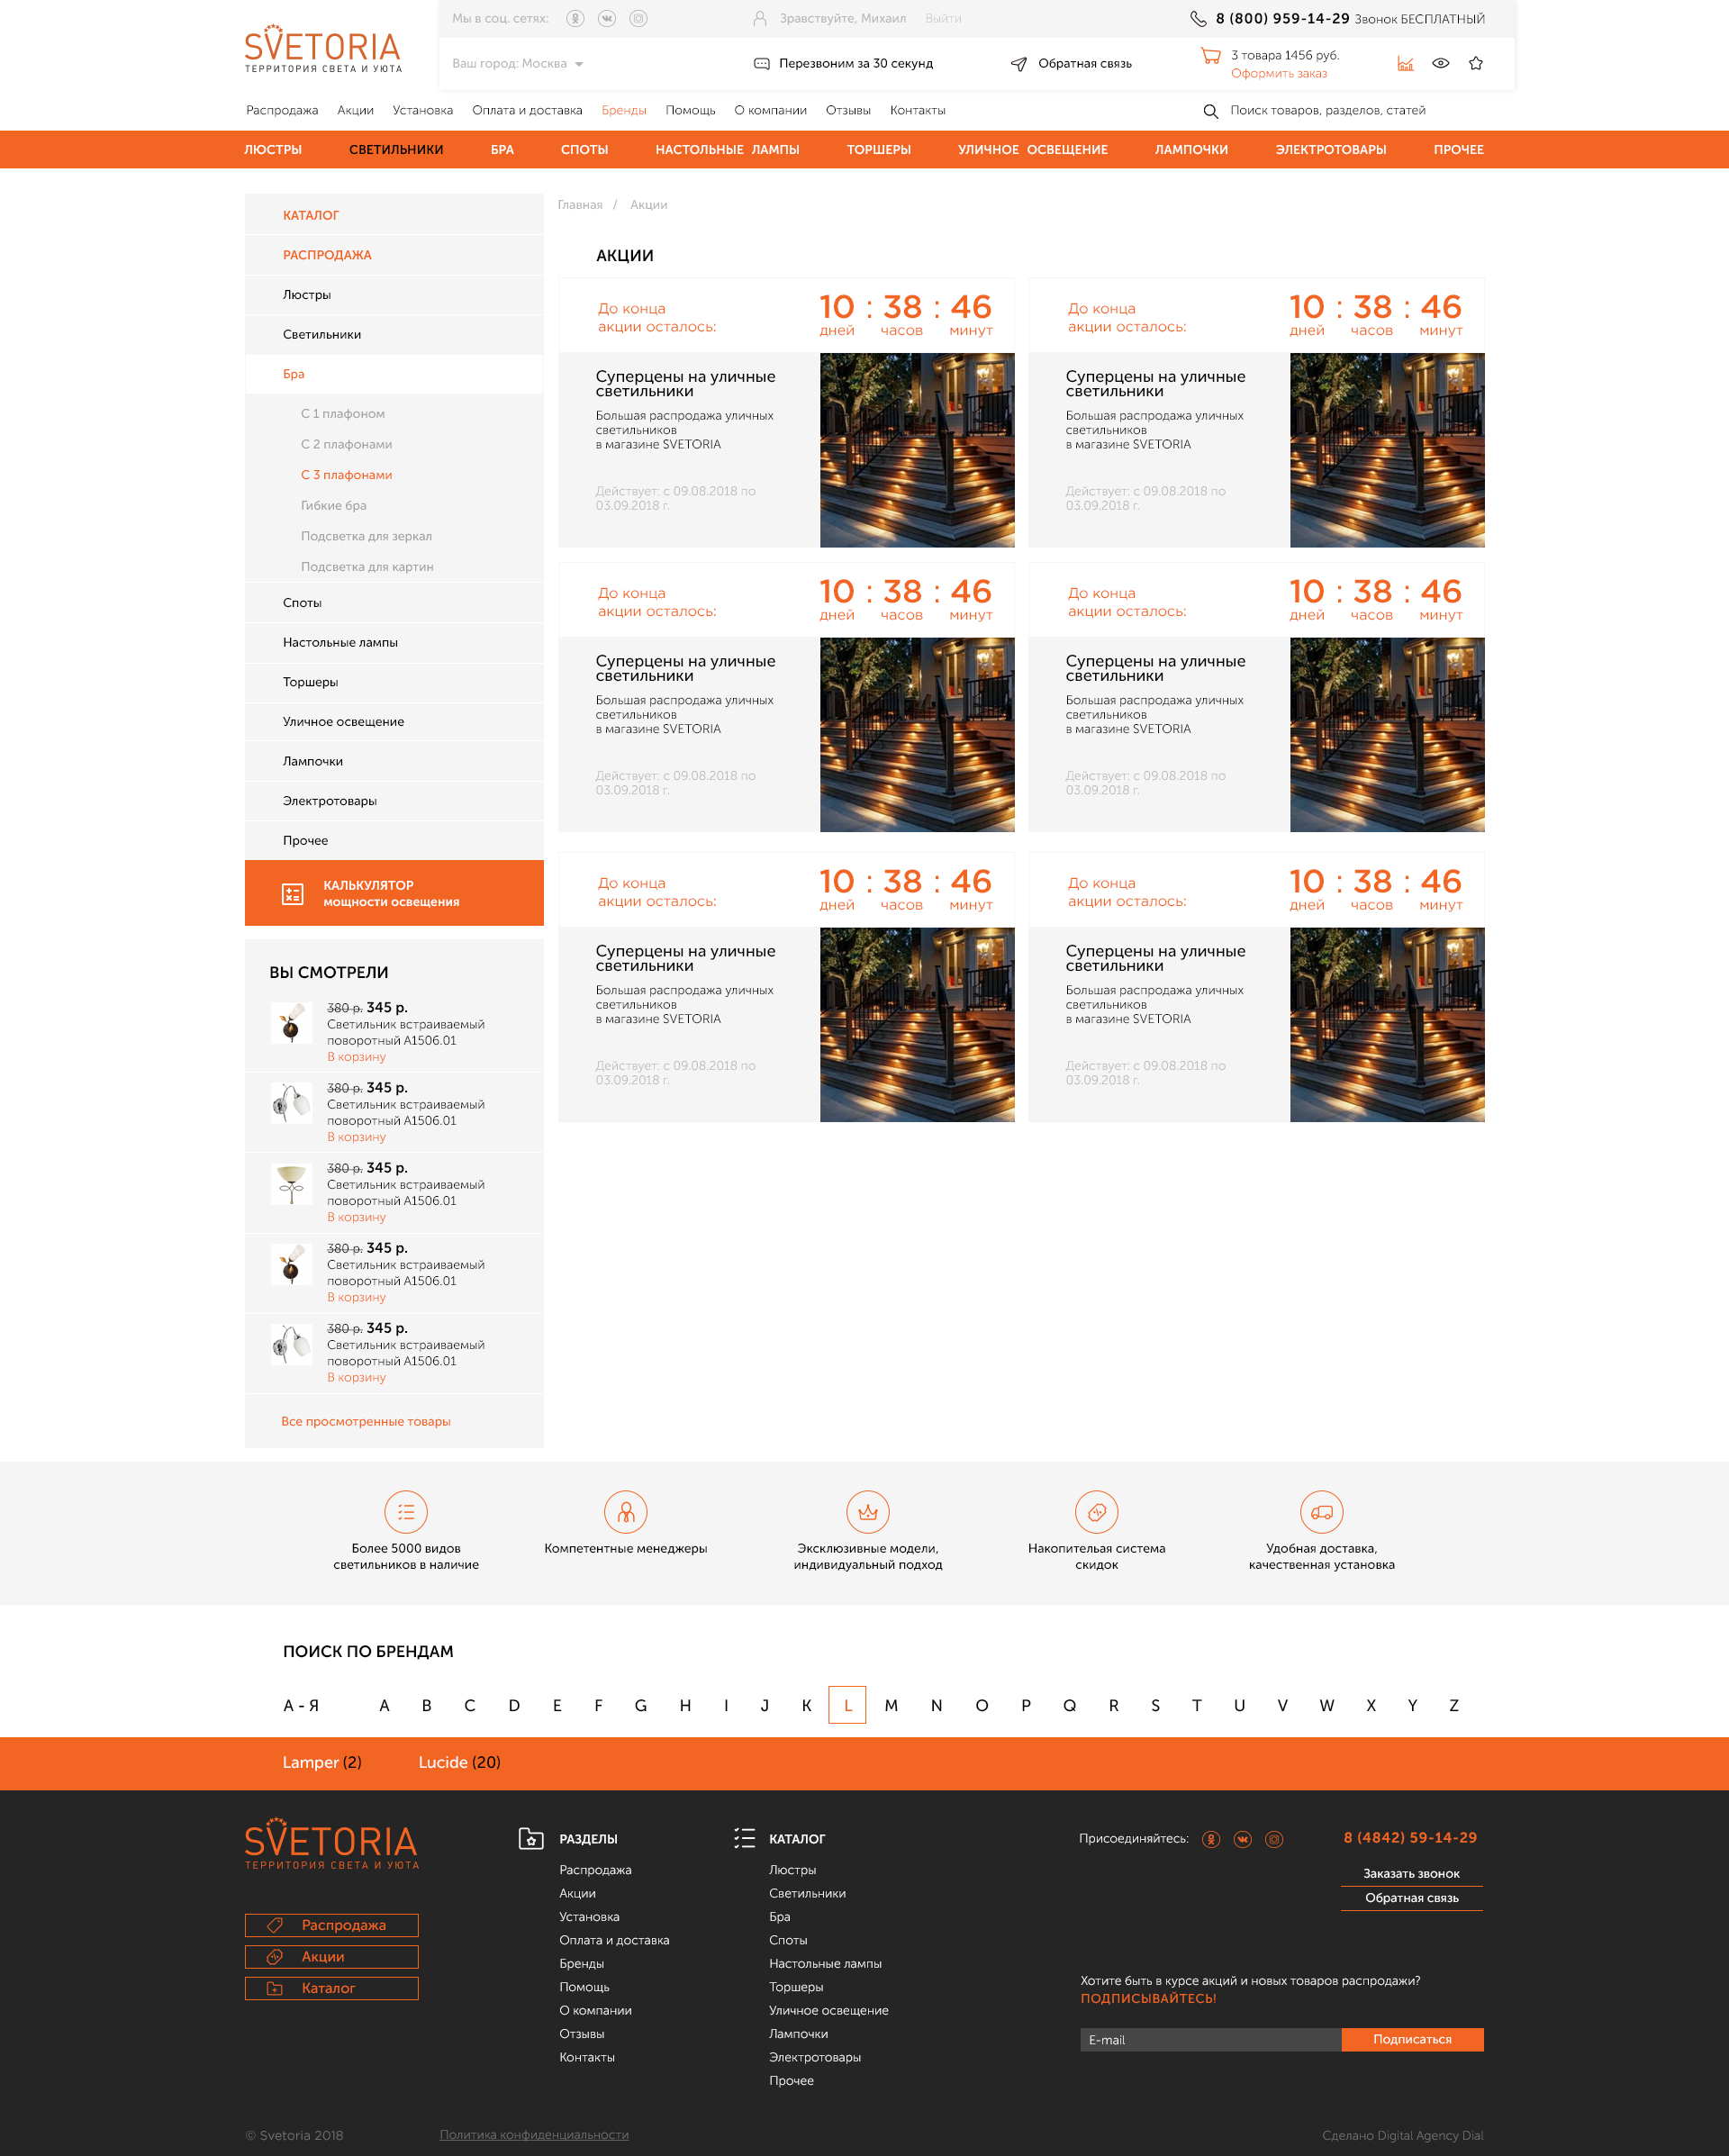 SVETORIA
ТЕРРИТОРИЯ СВЕТА И УЮТА
Мы в соц. сетях:
Зравствуйте, Михаил Выйти
8 (800) 959-14-29 Звонок БЕСПЛАТНЫЙ
Ваш город: Москва
Перезвоним за 30 секунд
Обратная связь
3 товара 1456 руб.
Оформить заказ
Распродажа Акции Установка Оплата и доставка Бренды Помощь О компании Отзывы Контакты
Поиск товаров, разделов, статей
ЛЮСТРЫ СВЕТИЛЬНИКИ БРА СПОТЫ НАСТОЛЬНЫЕ ЛАМПЫ ТОРШЕРЫ УЛИЧНОЕ ОСВЕЩЕНИЕ ЛАМПОЧКИ ЭЛЕКТРОТОВАРЫ ПРОЧЕЕ
КАТАЛОГ
РАСПРОДАЖА
Люстры
Светильники
Бра
С 1 плафоном
С 2 плафонами
С 3 плафонами
Гибкие бра
Подсветка для зеркал
Подсветка для картин
Споты
Настольные лампы
Торшеры
Уличное освещение
Лампочки
Электротовары
Прочее
КАЛЬКУЛЯТОР
мощности освещения
ВЫ СМОТРЕЛИ
380 р. 345 р.
Светильник встраиваемый
поворотный A1506.01
В корзину
380 р. 345 р.
Светильник встраиваемый
поворотный A1506.01
В корзину
380 р. 345 р.
Светильник встраиваемый
поворотный A1506.01
В корзину
380 р. 345 р.
Светильник встраиваемый
поворотный A1506.01
В корзину
380 р. 345 р.
Светильник встраиваемый
поворотный A1506.01
В корзину
Все просмотренные товары
Главная / Акции
АКЦИИ
До конца
акции осталось:
10 : 38 : 46
дней часов минут
Суперцены на уличные
светильники
Большая распродажа уличных
светильников
в магазине SVETORIA
Действует: с 09.08.2018 по
03.09.2018 г.
До конца
акции осталось:
10 : 38 : 46
дней часов минут
Суперцены на уличные
светильники
Большая распродажа уличных
светильников
в магазине SVETORIA
Действует: с 09.08.2018 по
03.09.2018 г.
До конца
акции осталось:
10 : 38 : 46
дней часов минут
Суперцены на уличные
светильники
Большая распродажа уличных
светильников
в магазине SVETORIA
Действует: с 09.08.2018 по
03.09.2018 г.
До конца
акции осталось:
10 : 38 : 46
дней часов минут
Суперцены на уличные
светильники
Большая распродажа уличных
светильников
в магазине SVETORIA
Действует: с 09.08.2018 по
03.09.2018 г.
До конца
акции осталось:
10 : 38 : 46
дней часов минут
Суперцены на уличные
светильники
Большая распродажа уличных
светильников
в магазине SVETORIA
Действует: с 09.08.2018 по
03.09.2018 г.
До конца
акции осталось:
10 : 38 : 46
дней часов минут
Суперцены на уличные
светильники
Большая распродажа уличных
светильников
в магазине SVETORIA
Действует: с 09.08.2018 по
03.09.2018 г.
Более 5000 видов
светильников в наличие
Компетентные менеджеры
Эксклюзивные модели,
индивидуальный подход
Накопительая система
скидок
Удобная доставка,
качественная установка
ПОИСК ПО БРЕНДАМ
А - Я A B C D E F G H I J K L M N O P Q R S T U V W X Y Z
Lamper (2) Lucide (20)
SVETORIA
ТЕРРИТОРИЯ СВЕТА И УЮТА
Распродажа
Акции
Каталог
РАЗДЕЛЫ
Распродажа
Акции
Установка
Оплата и доставка
Бренды
Помощь
О компании
Отзывы
Контакты
КАТАЛОГ
Люстры
Светильники
Бра
Споты
Настольные лампы
Торшеры
Уличное освещение
Лампочки
Электротовары
Прочее
Присоединяйтесь:
8 (4842) 59-14-29
Заказать звонок
Обратная связь
Хотите быть в курсе акций и новых товаров распродажи?
ПОДПИСЫВАЙТЕСЬ!
E-mail
Подписаться
© Svetoria 2018
Политика конфиденциальности
Сделано Digital Agency Dial